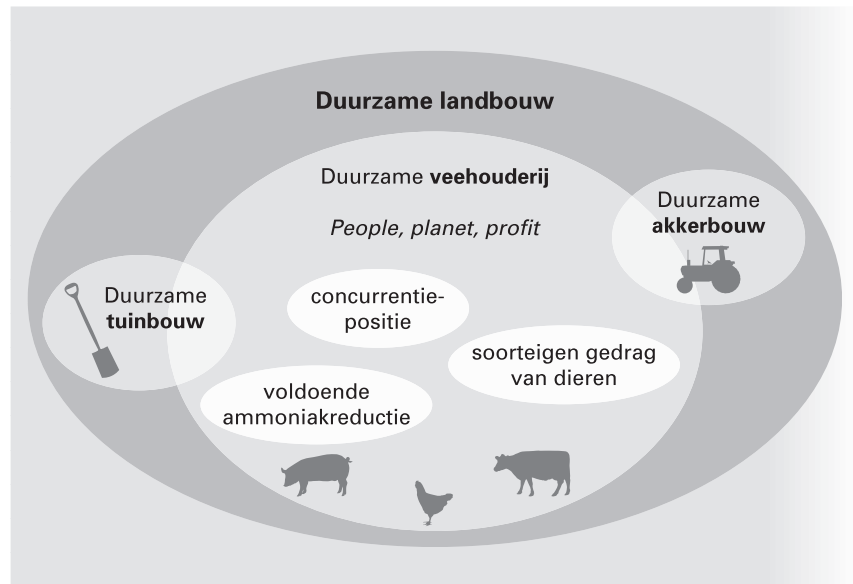 Duurzame landbouw
Duurzame veehouderij
People, planet, profit
Duurzame
akkerbouw
Duurzame
tuinbouw
concurrentie-
positie
soorteigen gedrag
van dieren
voldoende
ammoniakreductie